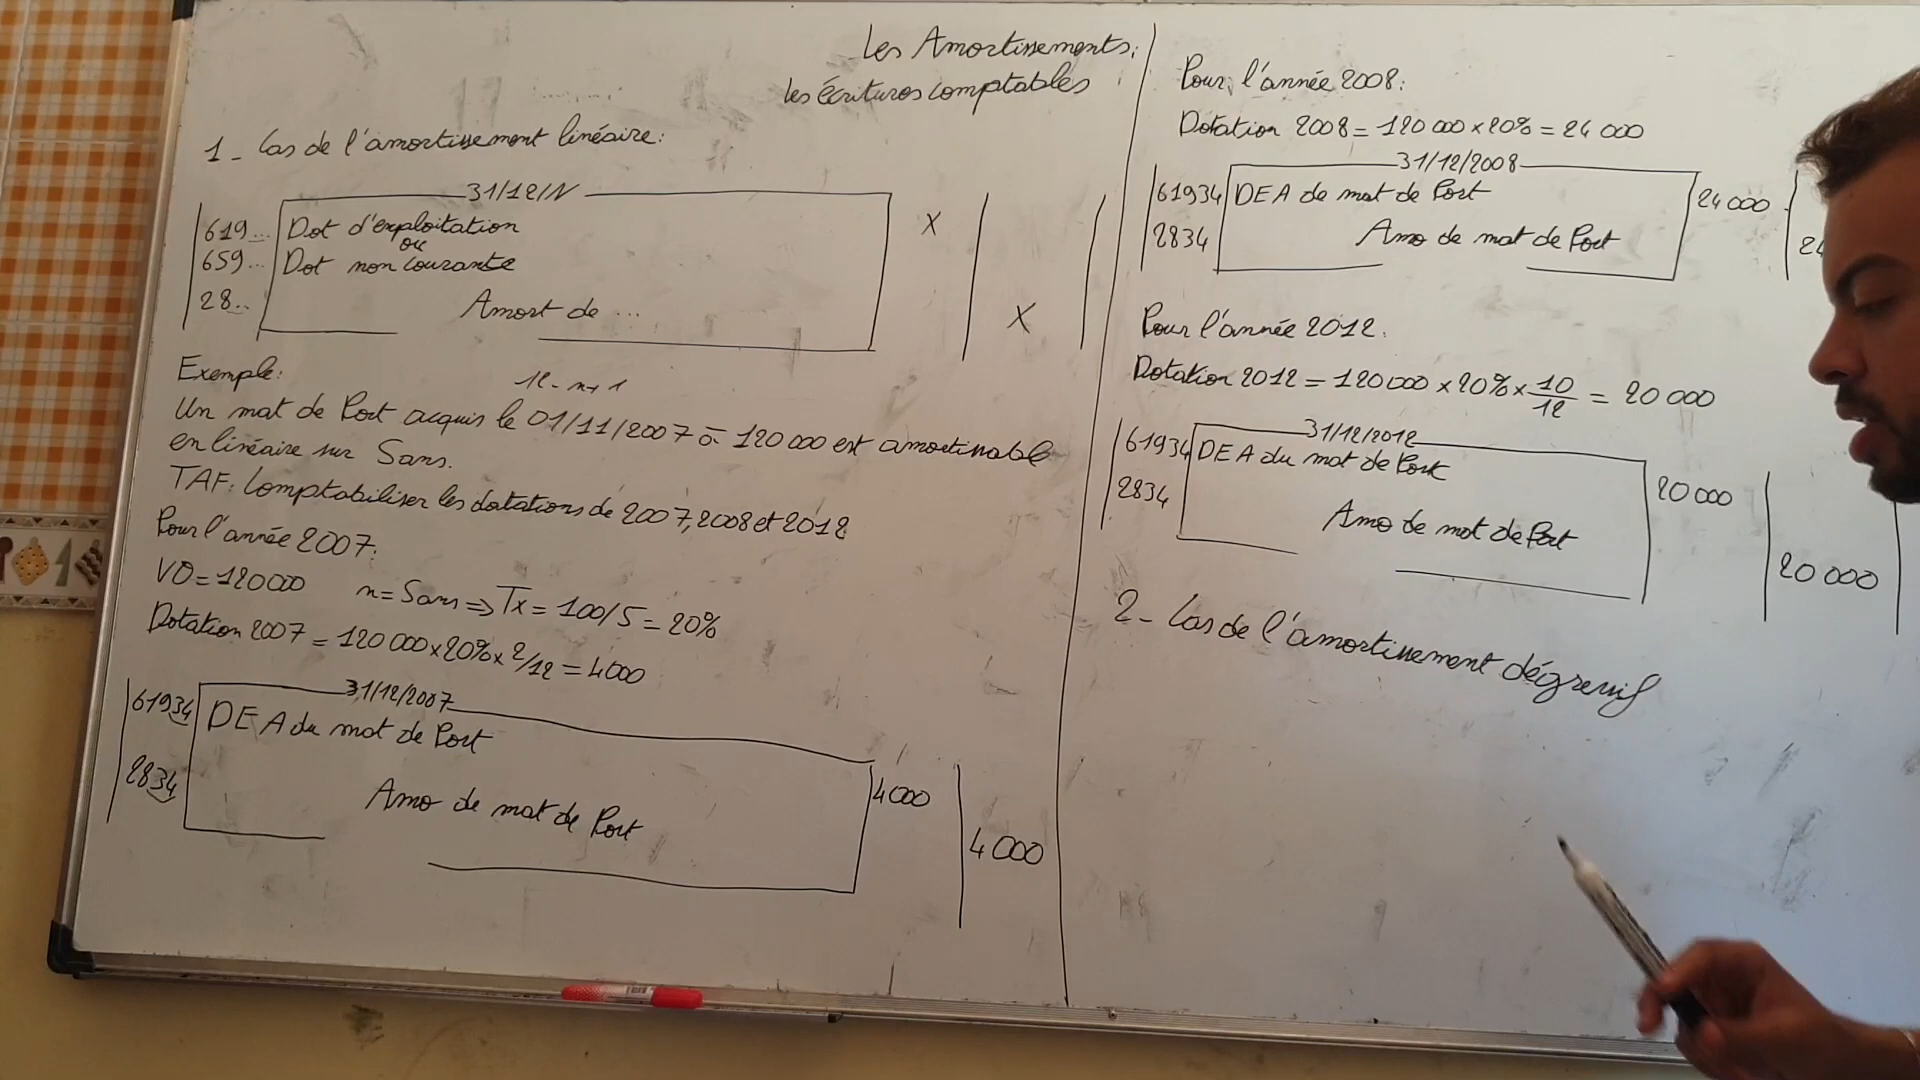 Les Amortissements:
les écritures comptables
1- Cas de l'amortissement linéaire:
31/12/N
619... Dot d'exploitation X
ou
659... Dot non courante
28... Amort de ... X
Exemple:
12-n+1
Un mat de Port acquis le 01/11/2007 à 120 000 est amortissable
en linéaire sur 5ans.
TAF: Comptabiliser les dotations de 2007, 2008 et 2012
Pour l'année 2007:
VO = 120000 n = 5ans => Tx = 100/5 = 20%
Dotation 2007 = 120 000 x 20% x 2/12 = 4000
31/12/2007
61934 DEA du mat de Port 4000
2834 Amo de mat de Port 4 000
Pour l'année 2008:
Dotation 2008 = 120 000 x 20% = 24 000
31/12/2008
61934 DEA de mat de Port 24 000
2834 Amo de mat de Port 24
Pour l'année 2012.
Dotation 2012 = 120 000 x 20% x 10/12 = 20 000
31/12/2012
61934 DEA du mat de Port 20 000
2834 Amo de mat de Port 20 000
2- Cas de l'amortissement dégressif